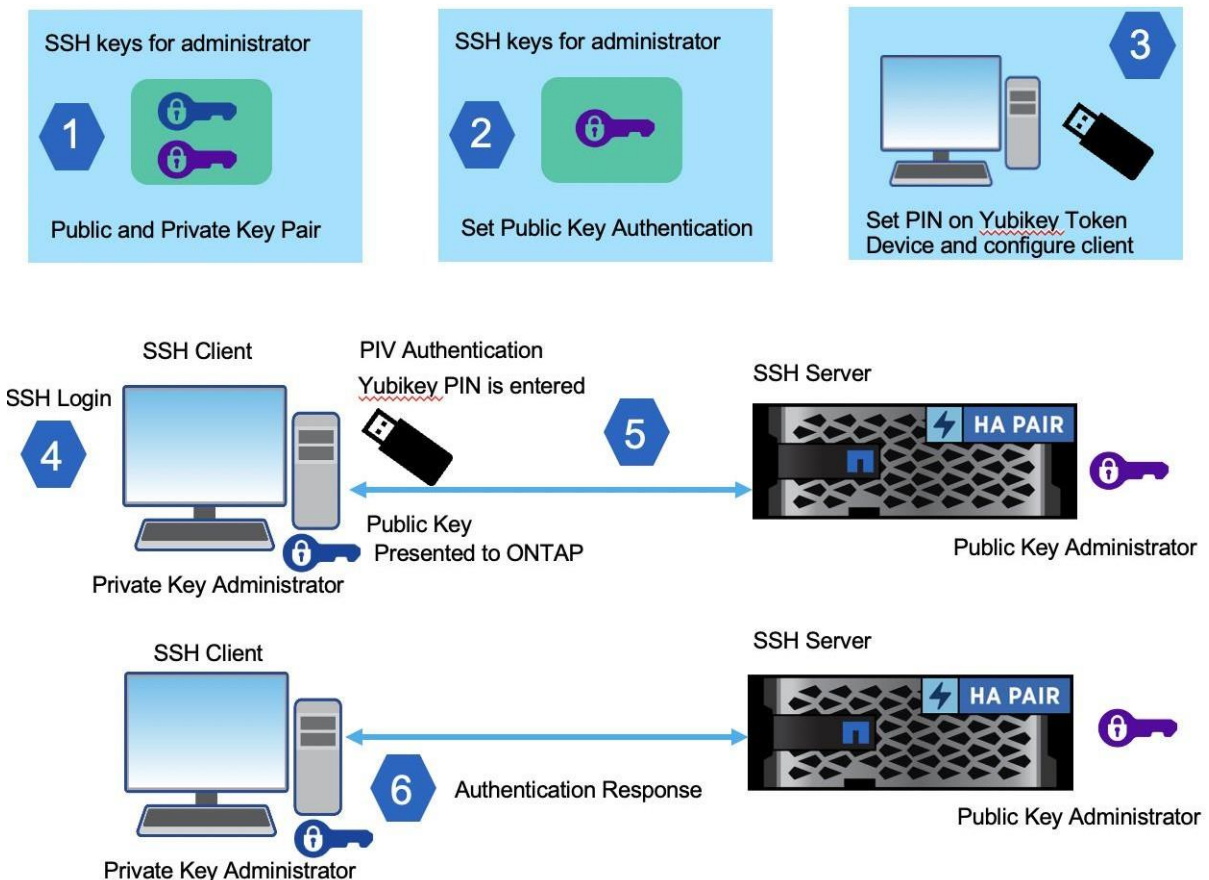 SSH keys for administrator
1
Public and Private Key Pair
SSH keys for administrator
2
Set Public Key Authentication
3
Set PIN on Yubikey Token
Device and configure client
SSH Client
SSH Login
4
PIV Authentication
Yubikey PIN is entered
5
Public Key
Presented to ONTAP
Private Key Administrator
SSH Server
HA PAIR
Public Key Administrator
SSH Client
6
Authentication Response
Private Key Administrator
SSH Server
HA PAIR
Public Key Administrator